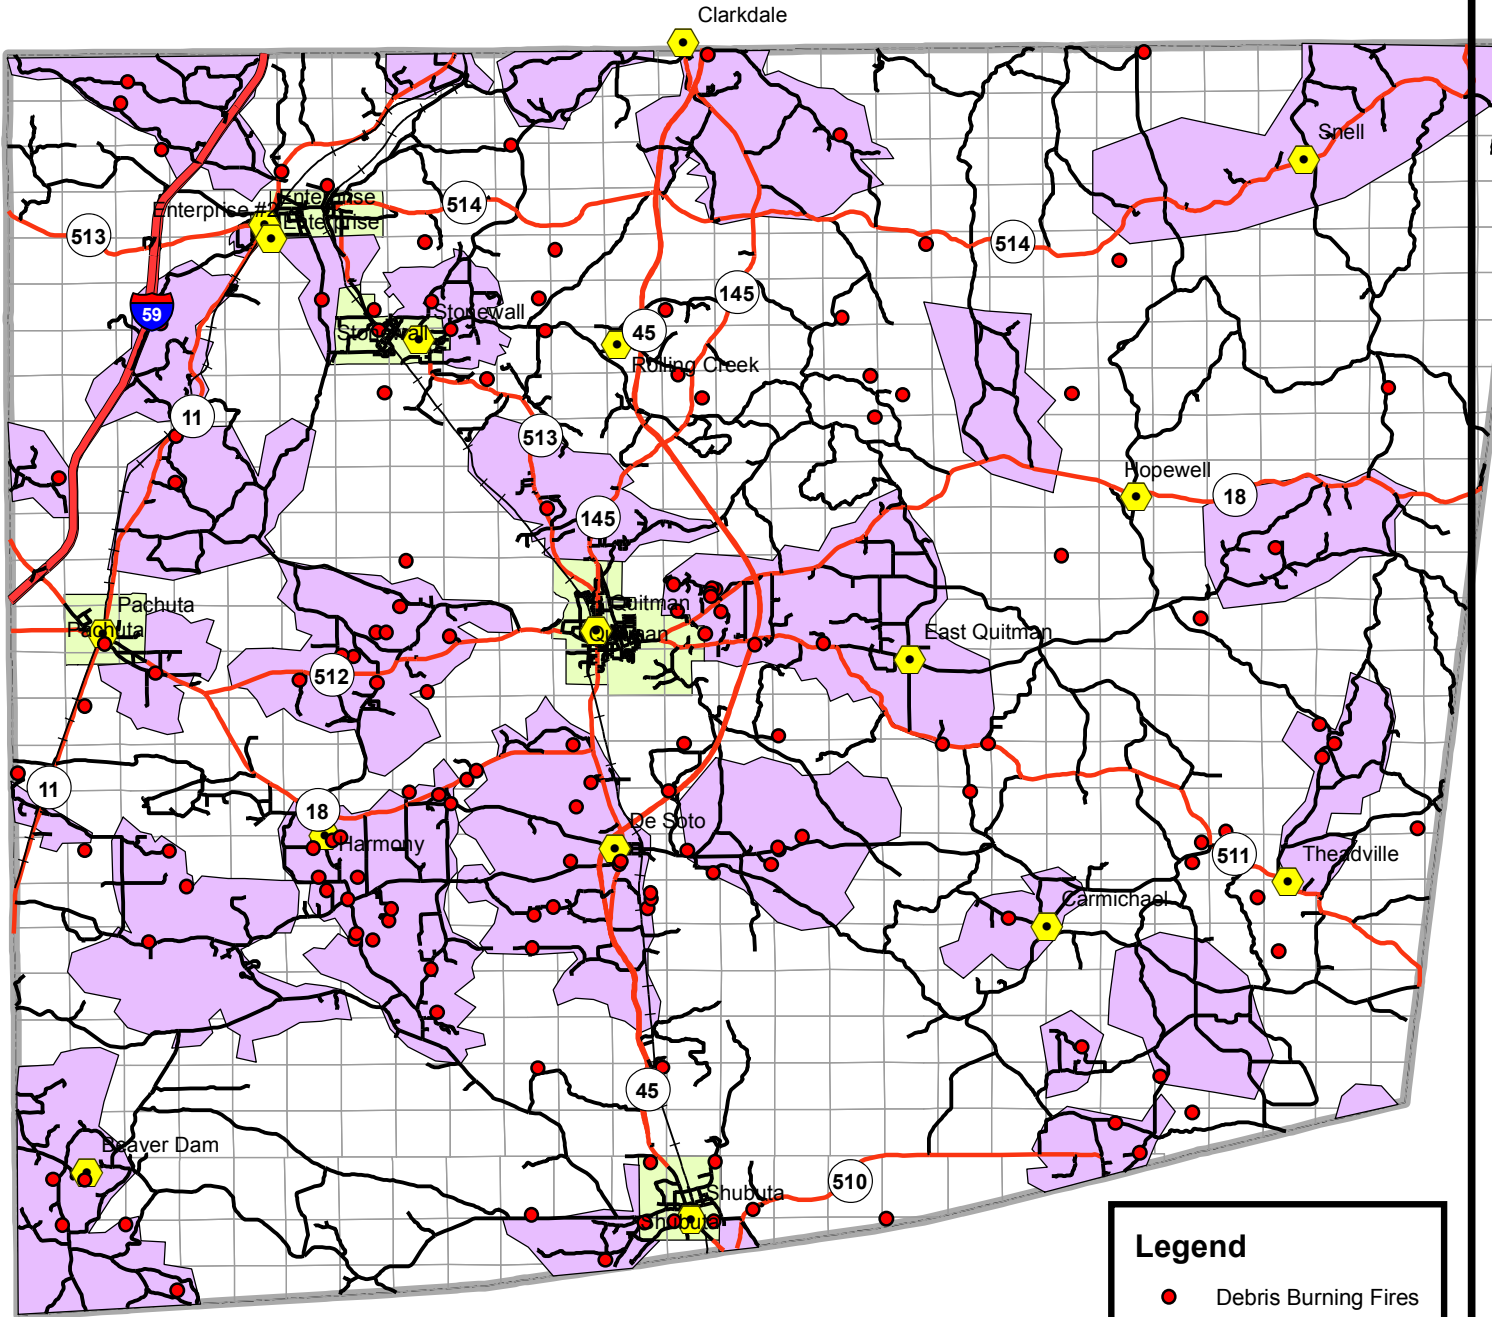 Clarkdale
Snell
Enterprise
Enterprise #2
Enterprise
514
513
514
145
59
Stonewall
Stonewall
45
Rolling Creek
11
513
Hopewell
18
145
Pachuta
Pachuta
Quitman
Quitman
East Quitman
512
11
18
De Soto
Harmony
511
Theadville
Carmichael
45
Beaver Dam
510
Shubuta
Shubuta
Legend
Debris Burning Fires